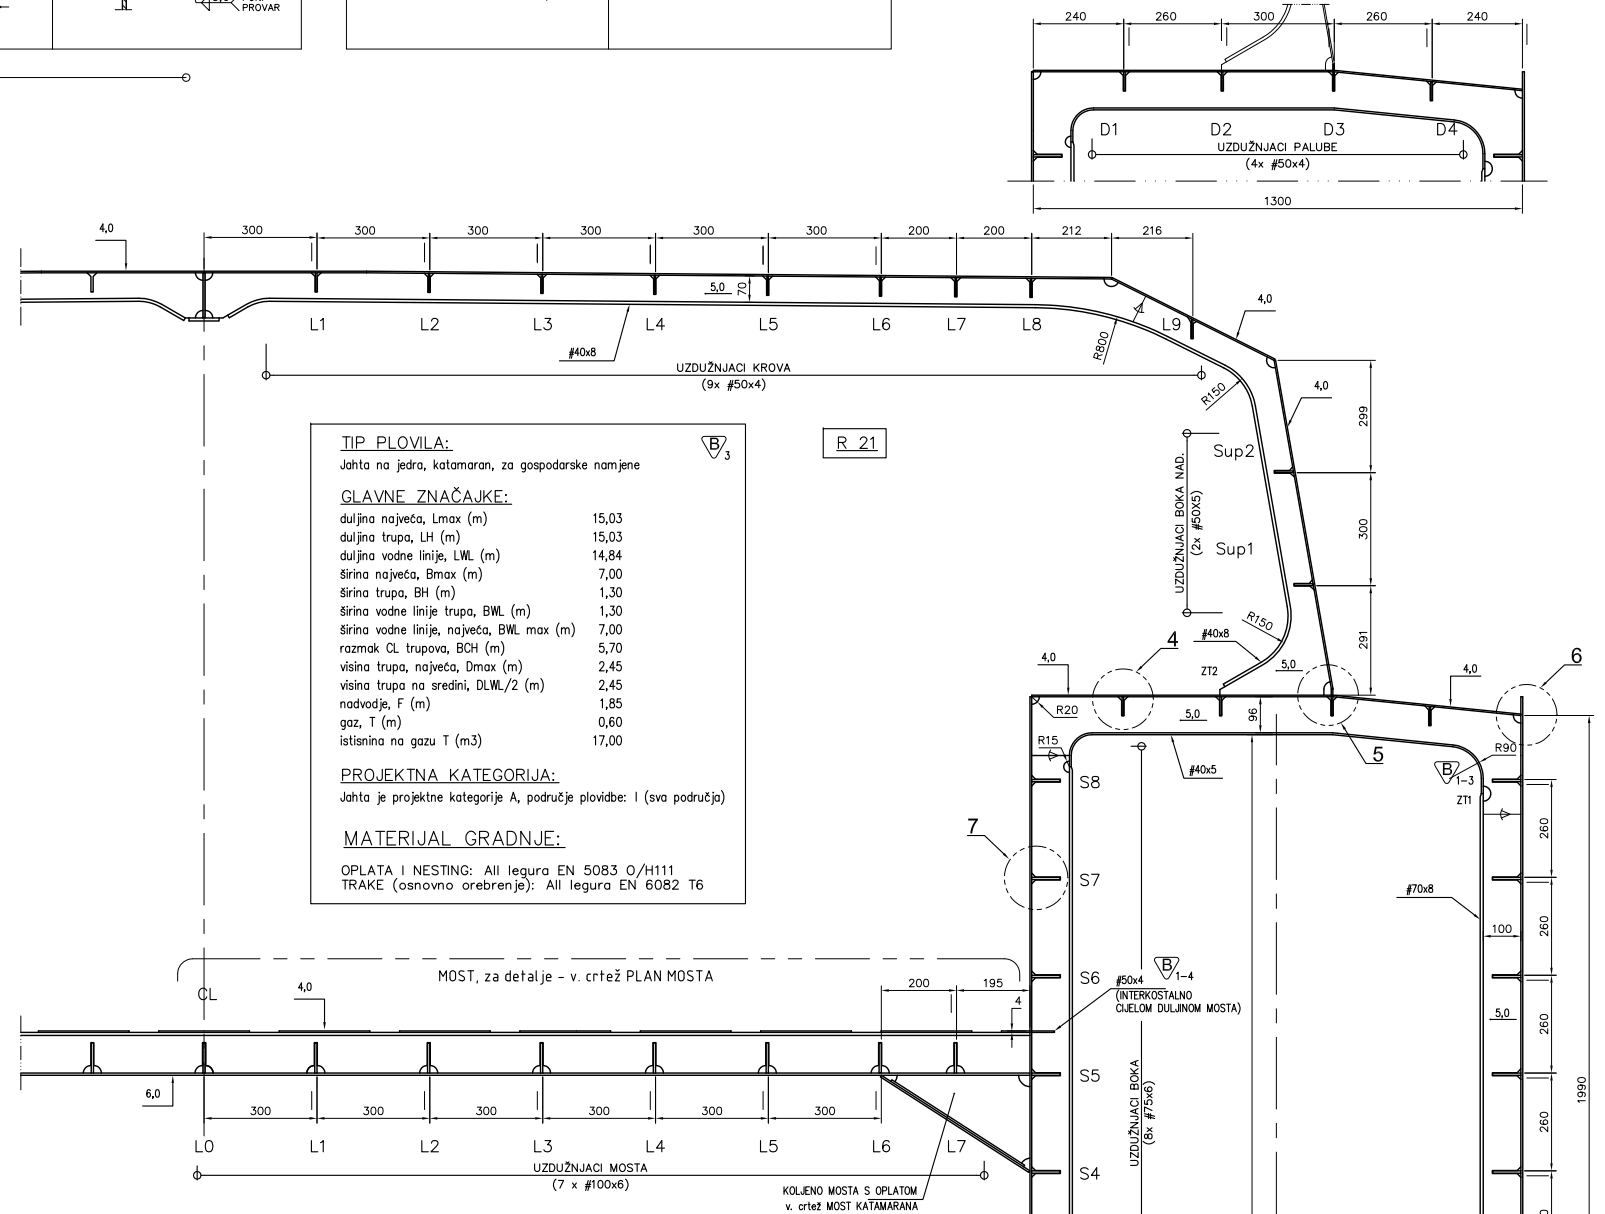 PROVAR
240 260 300 260 240
D1 D2 D3 D4
UZDUŽNJACI PALUBE
(4x #50x4)
1300
4,0 300 300 300 300 300 300 200 200 212 216
5,0 70 4,0
L1 L2 L3 L4 L5 L6 L7 L8 L9
#40x8 R800
UZDUŽNJACI KROVA
(9x #50x4)
R150 4,0
299
300
291
TIP PLOVILA:
B 3
Jahta na jedra, katamaran, za gospodarske namjene
GLAVNE ZNAČAJKE:
duljina najveća, Lmax (m) 15,03
duljina trupa, LH (m) 15,03
duljina vodne linije, LWL (m) 14,84
širina najveća, Bmax (m) 7,00
širina trupa, BH (m) 1,30
širina vodne linije trupa, BWL (m) 1,30
širina vodne linije, najveća, BWL max (m) 7,00
razmak CL trupova, BCH (m) 5,70
visina trupa, najveća, Dmax (m) 2,45
visina trupa na sredini, DLWL/2 (m) 2,45
nadvodje, F (m) 1,85
gaz, T (m) 0,60
istisnina na gazu T (m3) 17,00
PROJEKTNA KATEGORIJA:
Jahta je projektne kategorije A, područje plovidbe: I (sva područja)
MATERIJAL GRADNJE:
OPLATA I NESTING: All legura EN 5083 O/H111
TRAKE (osnovno orebrenje): All legura EN 6082 T6
R 21
Sup2
UZDUŽNJACI BOKA NAD.
(2x #50X5)
Sup1
R150
#40x8
ZT2
5,0
4
4,0
4,0
6
R20
5,0
96
5
R15
#40x5
R90
B 1-3
ZT1
S8
7
S7
#70x8
100
260
260
260
260
1990
5,0
MOST, za detalje – v. crtež PLAN MOSTA
CL
4,0
200 195
4
S6
B 1-4
#50x4
(INTERKOSTALNO
CIJELOM DULJINOM MOSTA)
S5
6,0
300 300 300 300 300 300
L0 L1 L2 L3 L4 L5 L6 L7
UZDUŽNJACI MOSTA
(7 x #100x6)
UZDUŽNJACI BOKA
(8x #75x6)
S4
KOLJENO MOSTA S OPLATOM
v. crtež MOST KATAMARANA